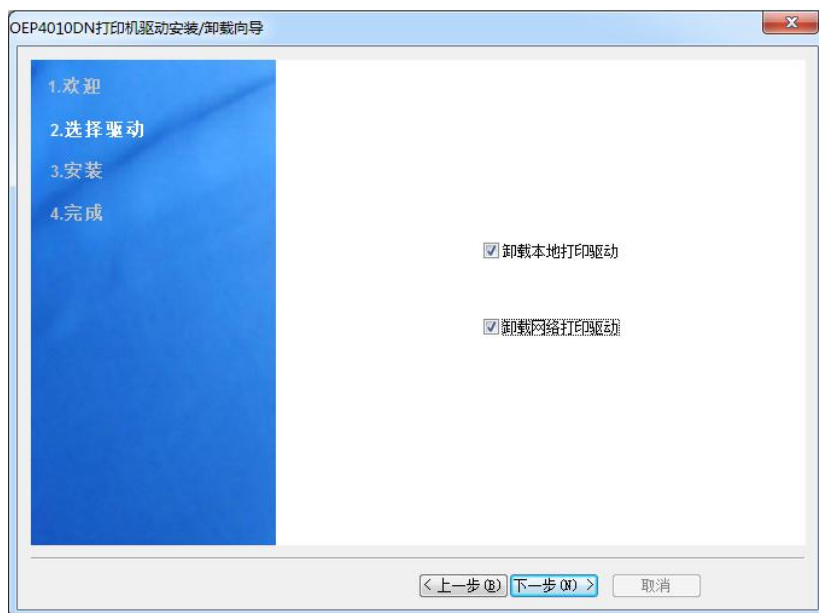 OEP4010DN打印机驱动安装/卸载向导
1.欢迎
2.选择驱动
3.安装
4.完成
卸载本地打印驱动
卸载网络打印驱动
< 上一步(B)
下一步(N) >
取消